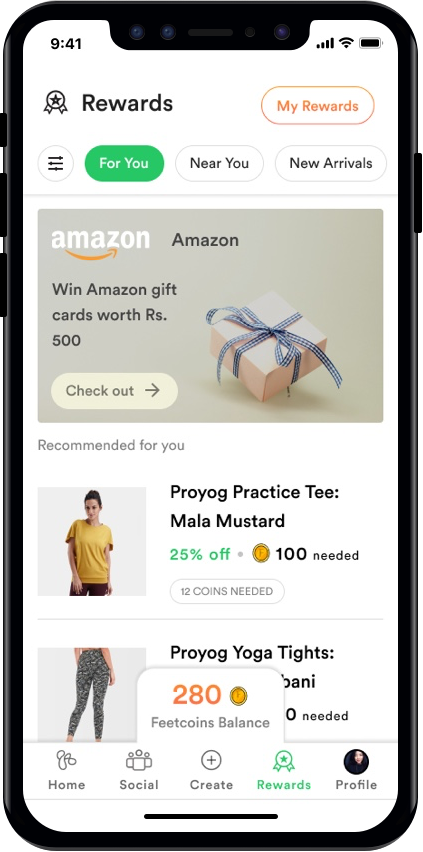 9:41
Rewards
My Rewards
For You
Near You
New Arrivals
amazon
Amazon
Win Amazon gift
cards worth Rs.
500
Check out
Recommended for you
Proyog Practice Tee:
Mala Mustard
25% off • 100 needed
12 COINS NEEDED
Proyog Yoga Tights:
bani
0 needed
280
Feetcoins Balance
Home
Social
Create
Rewards
Profile